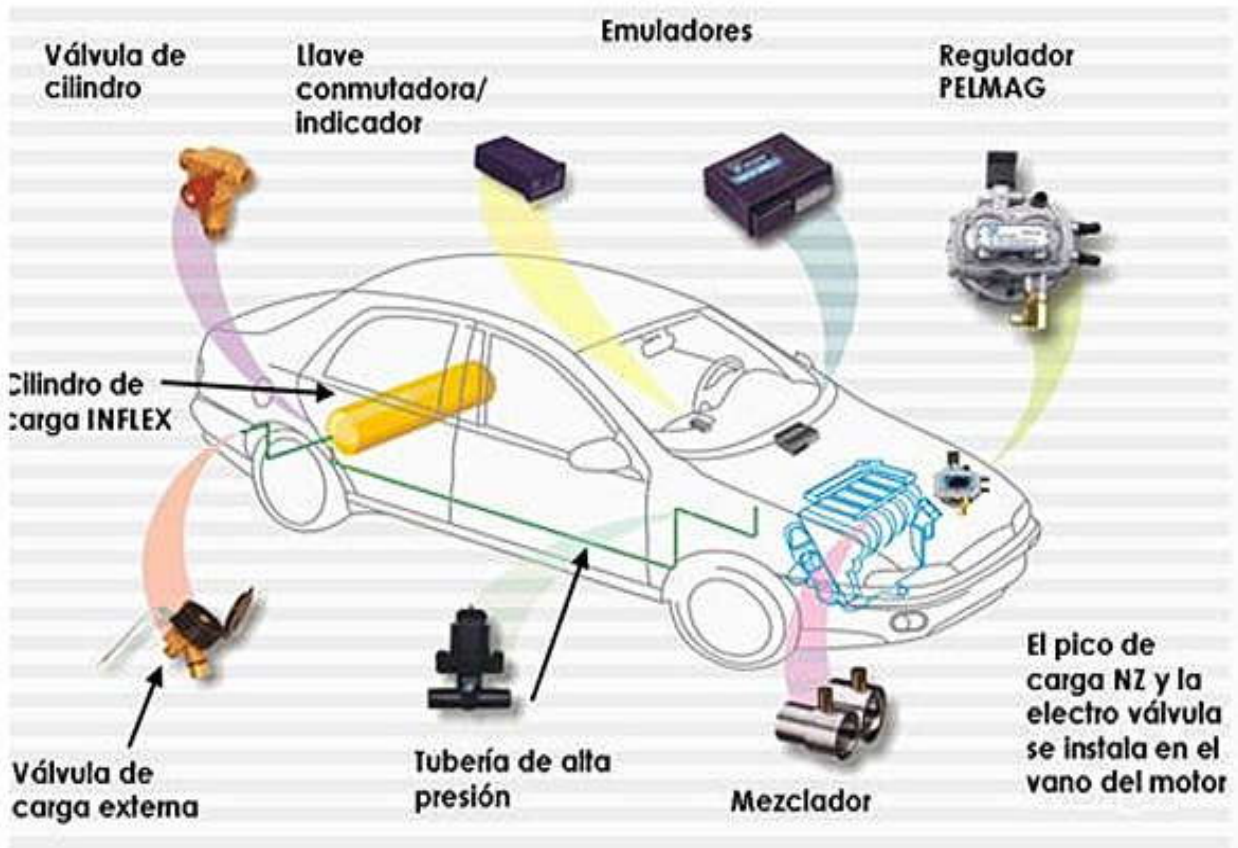 Válvula de
cilindro
Llave
conmutadora/
indicador
Emuladores
Regulador
PELMAG
Cilindro de
carga INFLEX
Válvula de
carga externa
Tubería de alta
presión
Mezclador
El pico de
carga NZ y la
electro válvula
se instala en el
vano del motor